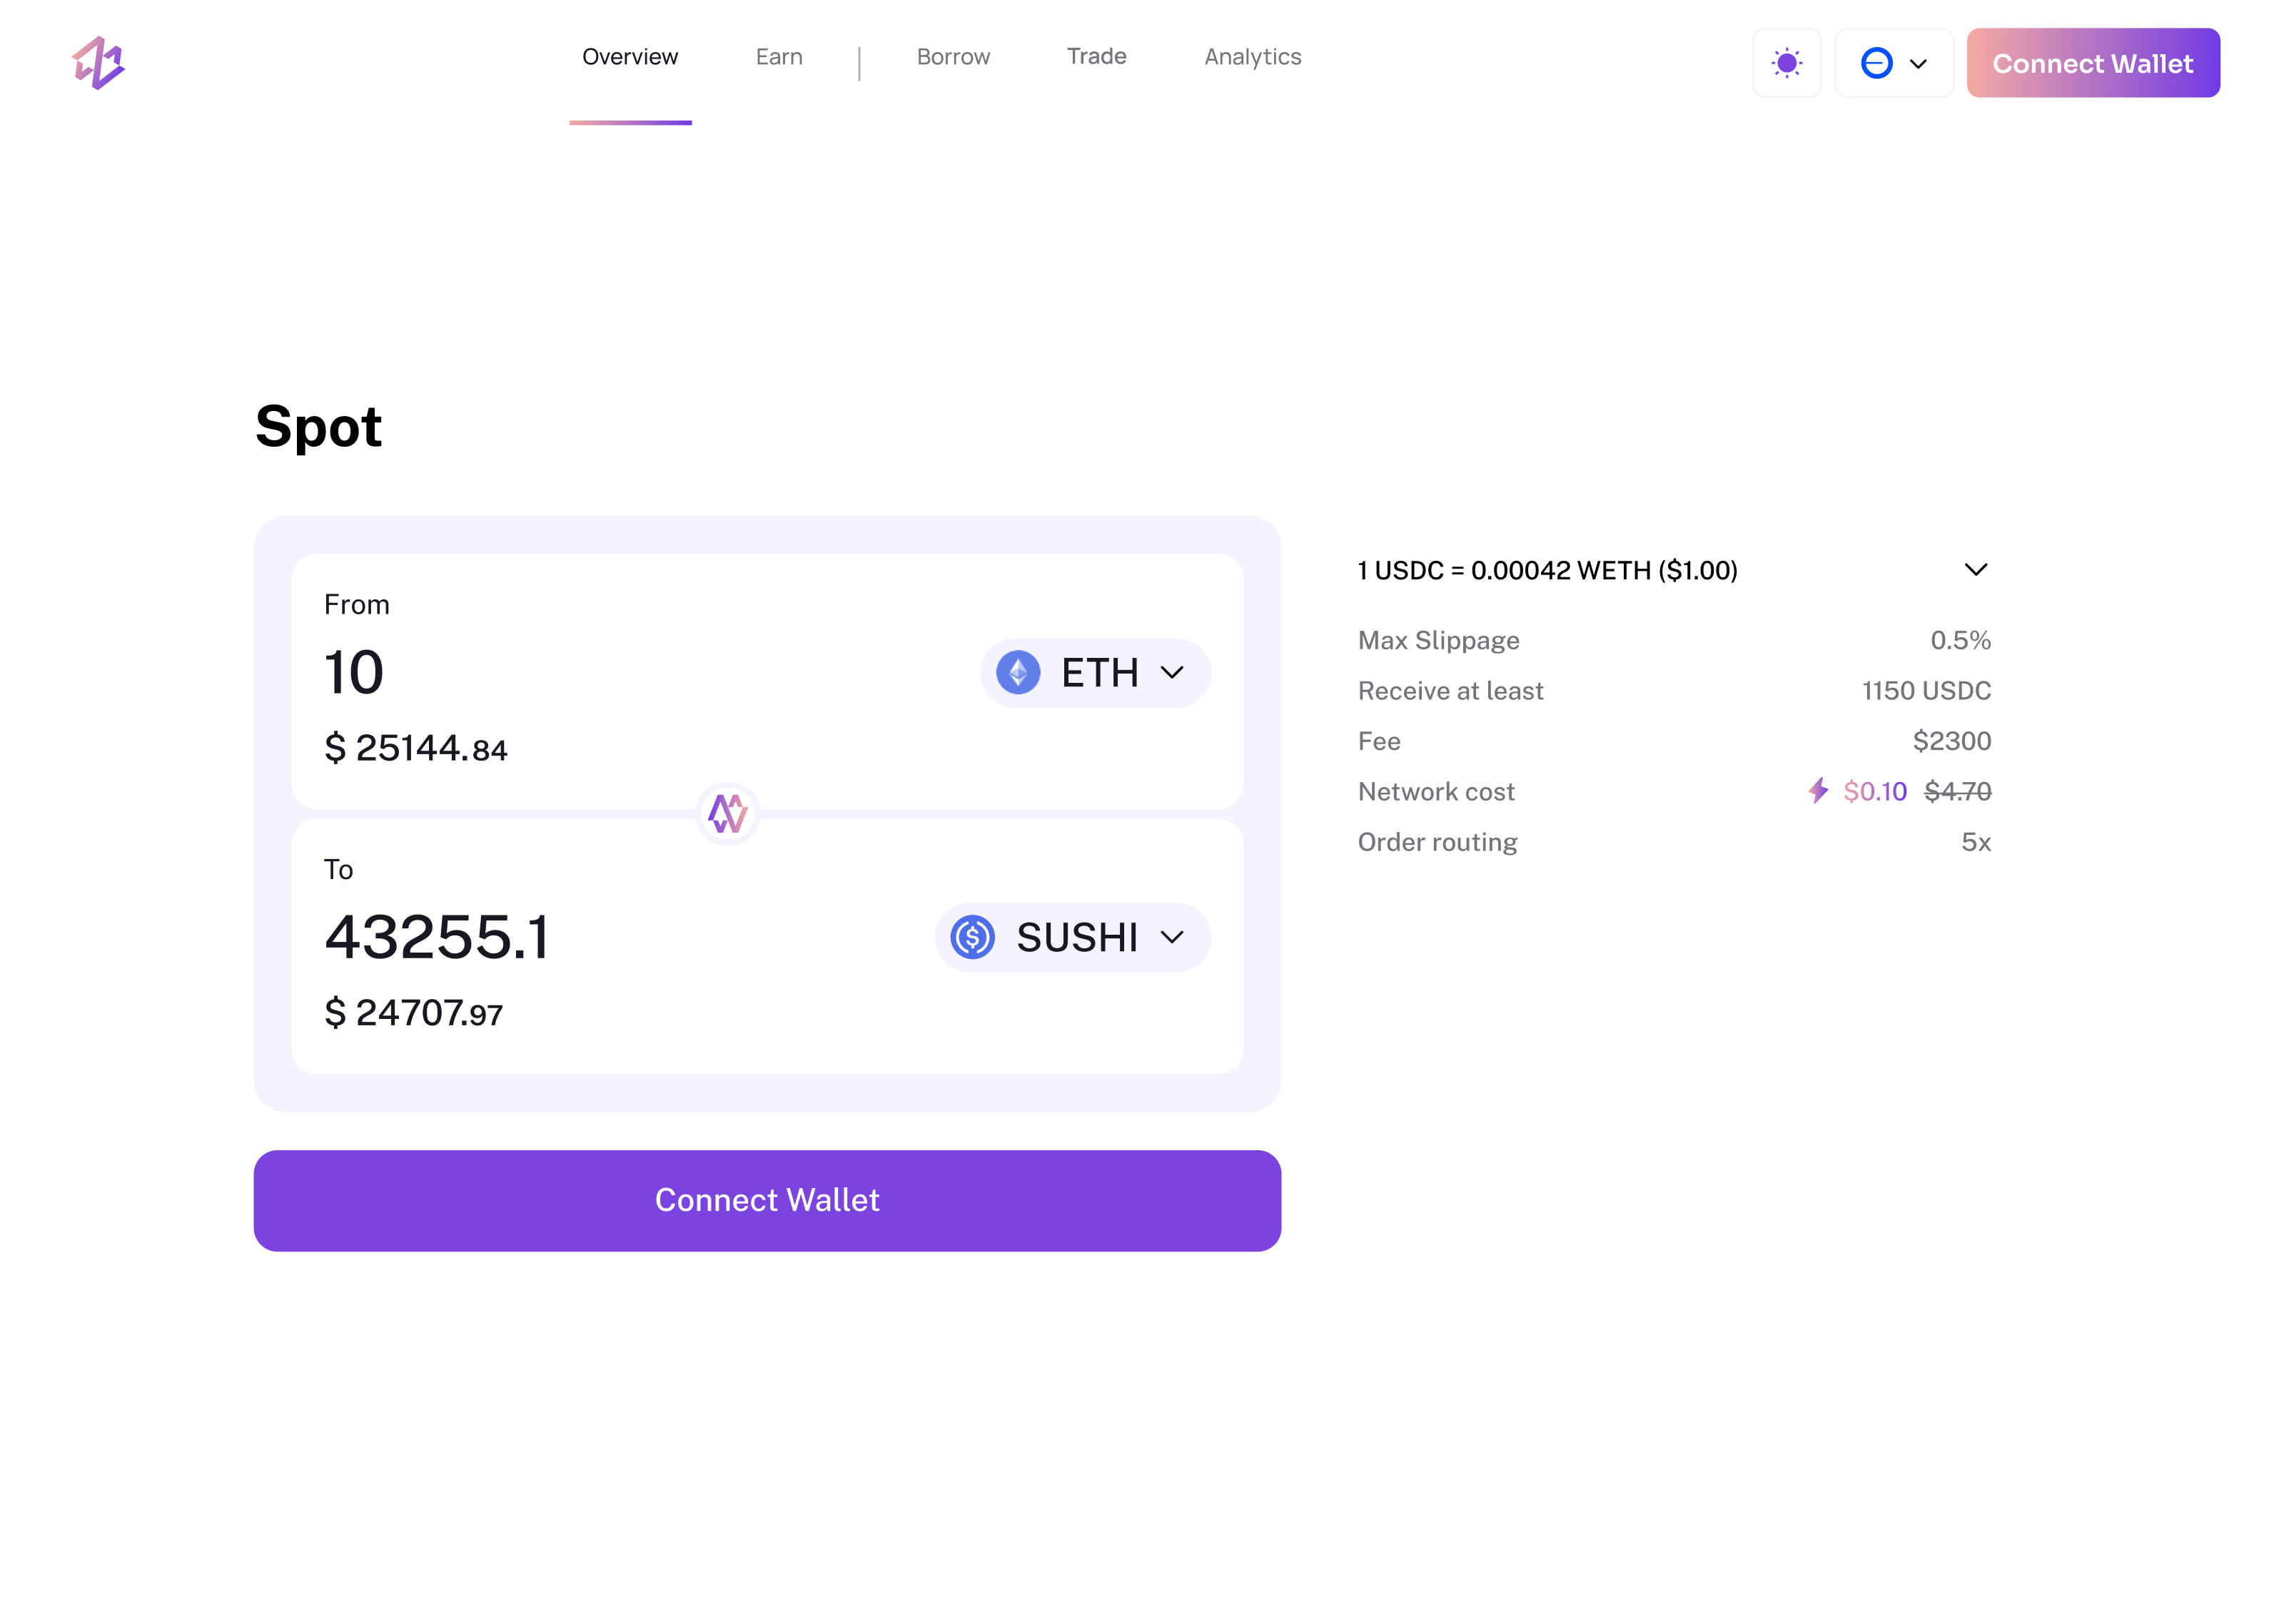 Overview Earn Borrow Trade Analytics Connect Wallet
Spot
From
10 ETH
$ 25144.84
To
43255.1 SUSHI
$ 24707.97
Connect Wallet
1 USDC = 0.00042 WETH ($1.00)
Max Slippage 0.5%
Receive at least 1150 USDC
Fee $2300
Network cost $0.10 $4.70
Order routing 5x